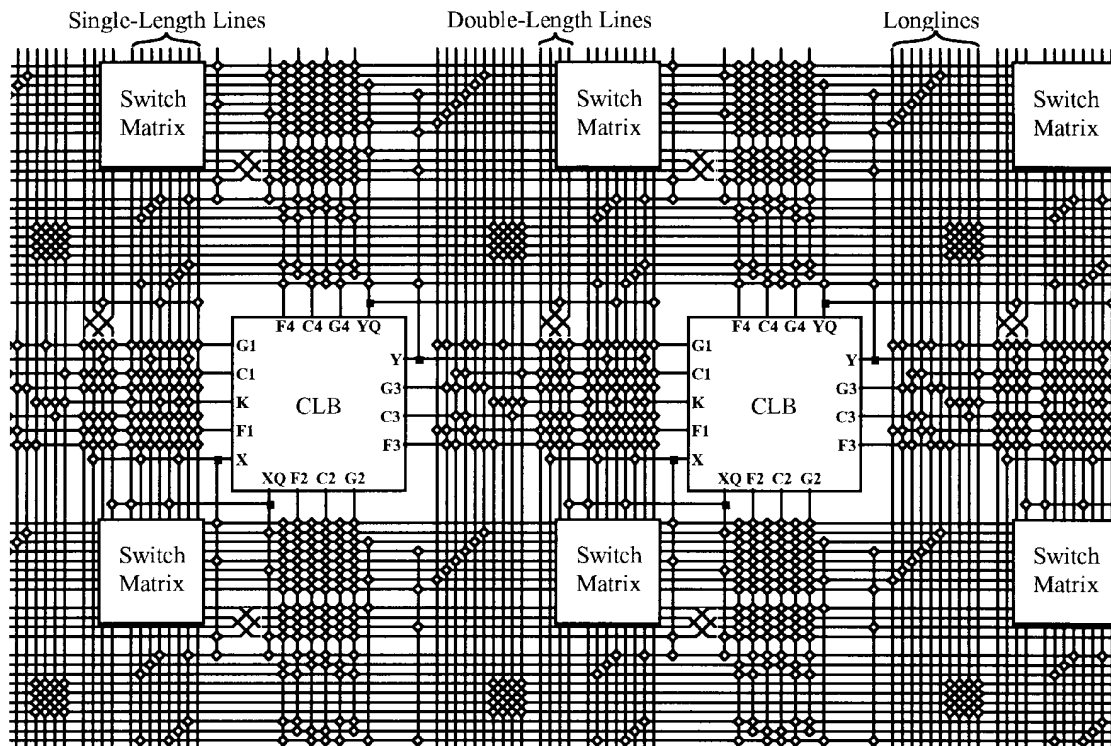 Single-Length Lines Double-Length Lines Longlines
Switch Matrix Switch Matrix Switch Matrix
F4 C4 G4 YQ F4 C4 G4 YQ
G1 Y G1 Y
C1 G3 C1 G3
K CLB C3 K CLB C3
F1 F3 F1 F3
X X
XQ F2 C2 G2 XQ F2 C2 G2
Switch Matrix Switch Matrix Switch Matrix